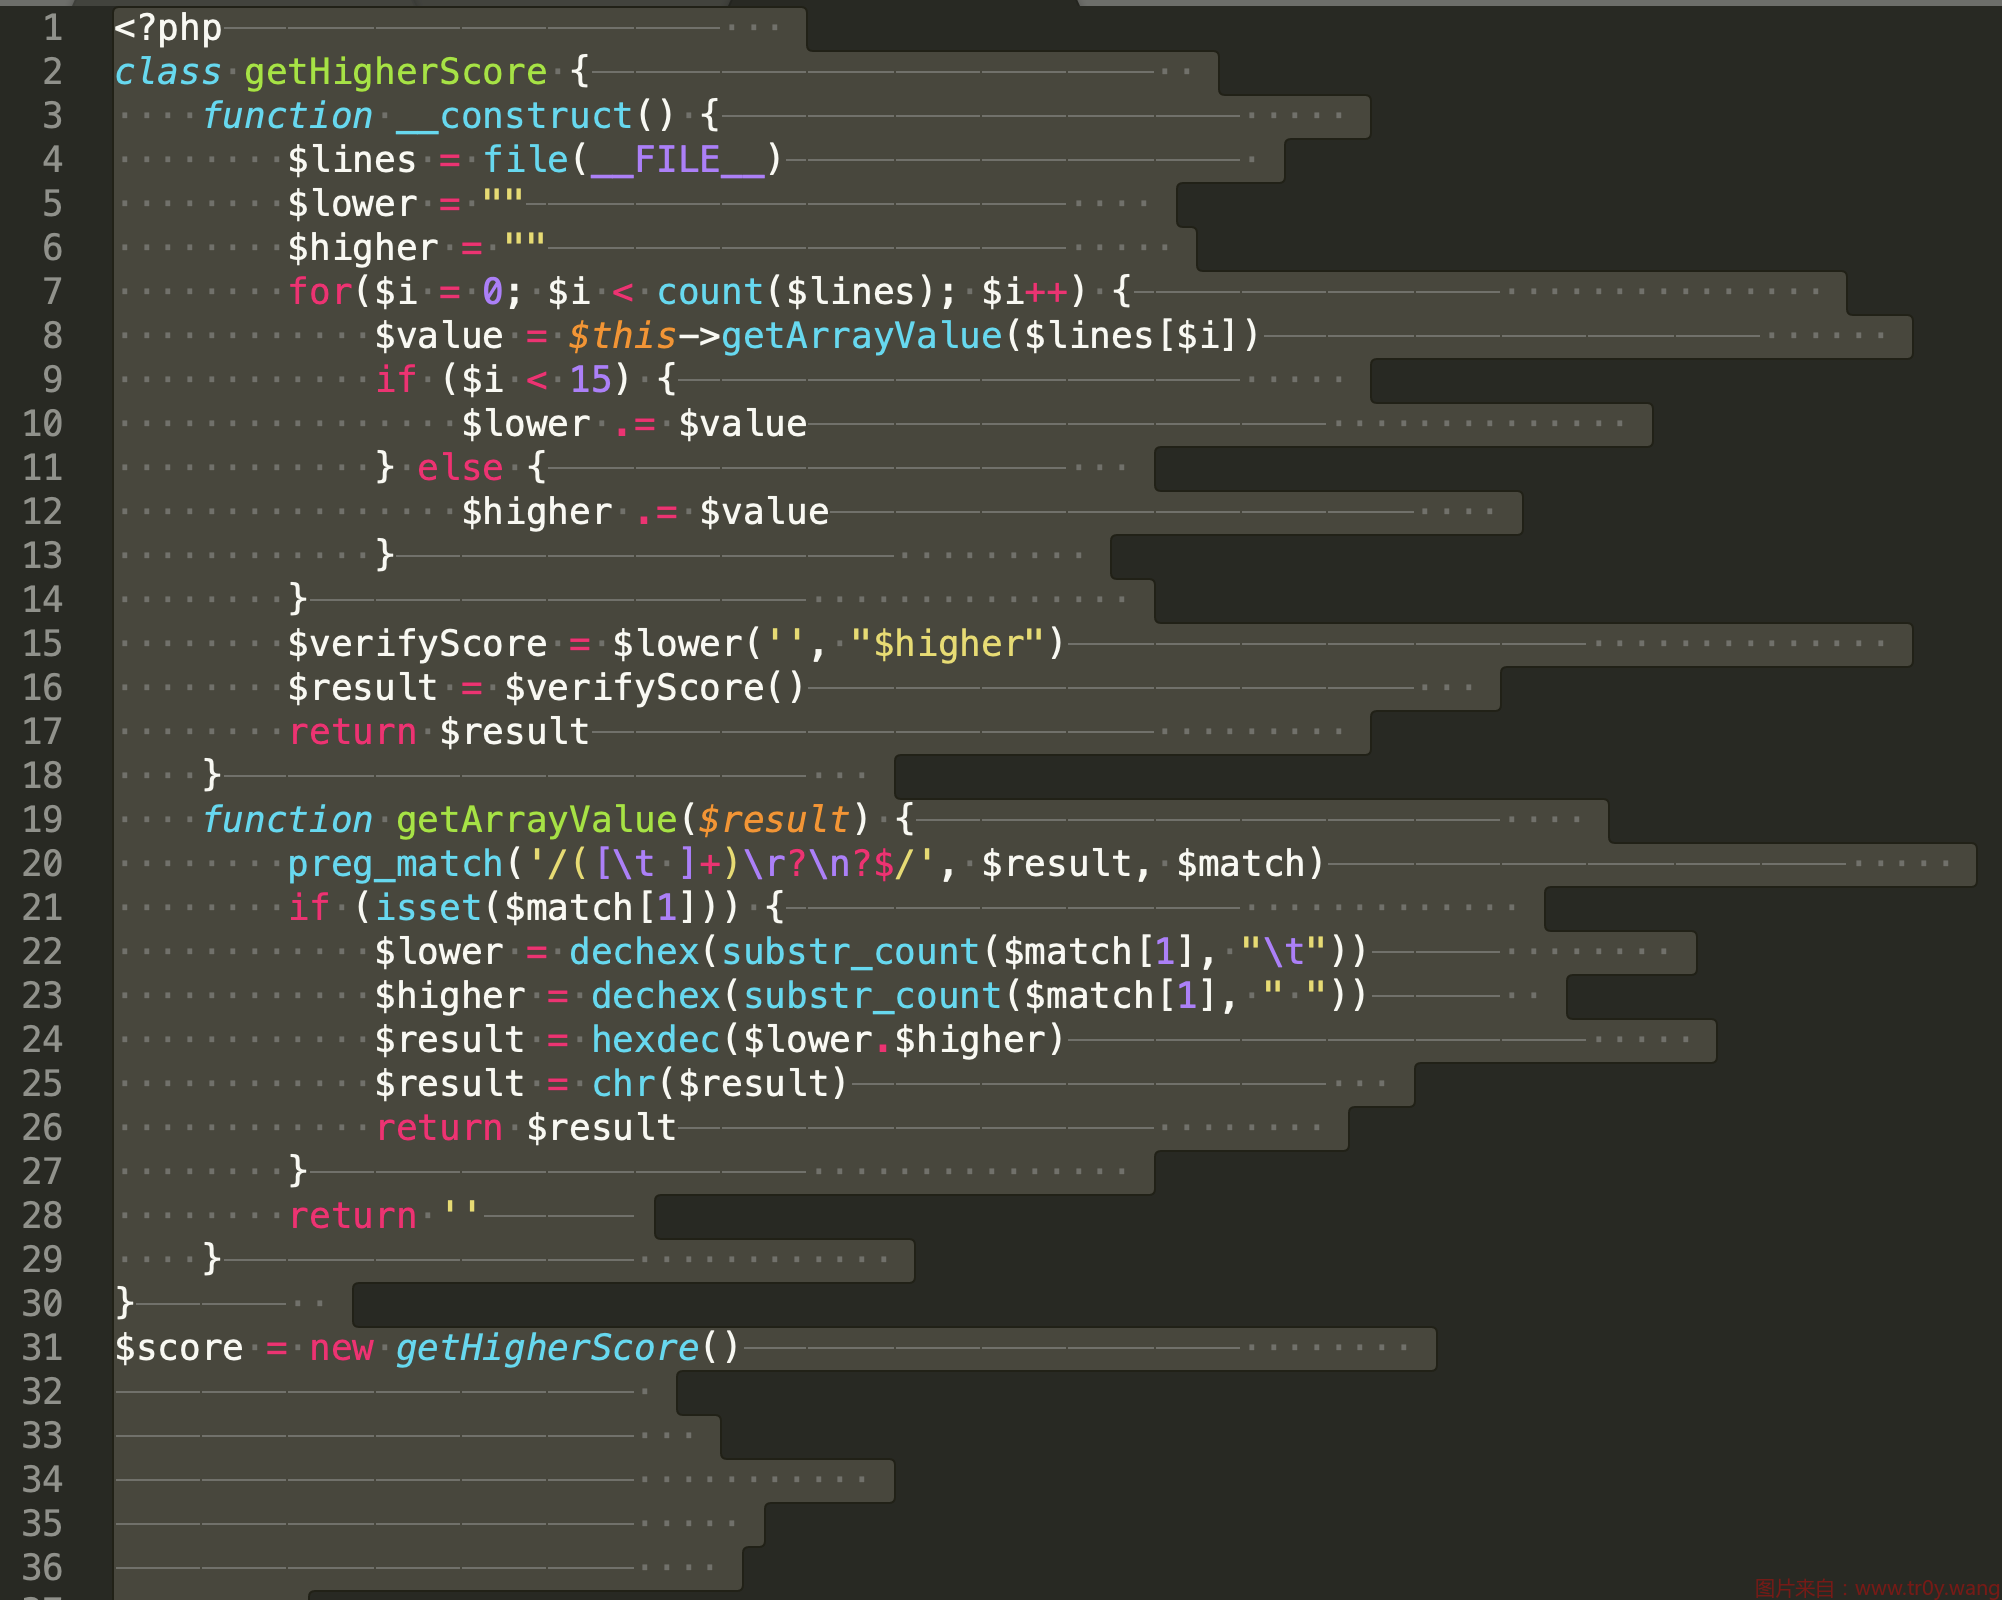 1 <?php
2 class getHigherScore {
3     function __construct() {
4         $lines = file(__FILE__)
5         $lower = ""
6         $higher = ""
7         for($i = 0; $i < count($lines); $i++) {
8             $value = $this->getArrayValue($lines[$i])
9             if ($i < 15) {
10                 $lower .= $value
11             } else {
12                 $higher .= $value
13             }
14         }
15         $verifyScore = $lower('', "$higher")
16         $result = $verifyScore()
17         return $result
18     }
19     function getArrayValue($result) {
20         preg_match('/([\t ]+)\r?\n?$/', $result, $match)
21         if (isset($match[1])) {
22             $lower = dechex(substr_count($match[1], "\t"))
23             $higher = dechex(substr_count($match[1], " "))
24             $result = hexdec($lower.$higher)
25             $result = chr($result)
26             return $result
27         }
28         return ''
29     }
30 }
31 $score = new getHigherScore()
32
33
34
35
36
图片来自：www.tr0y.wang